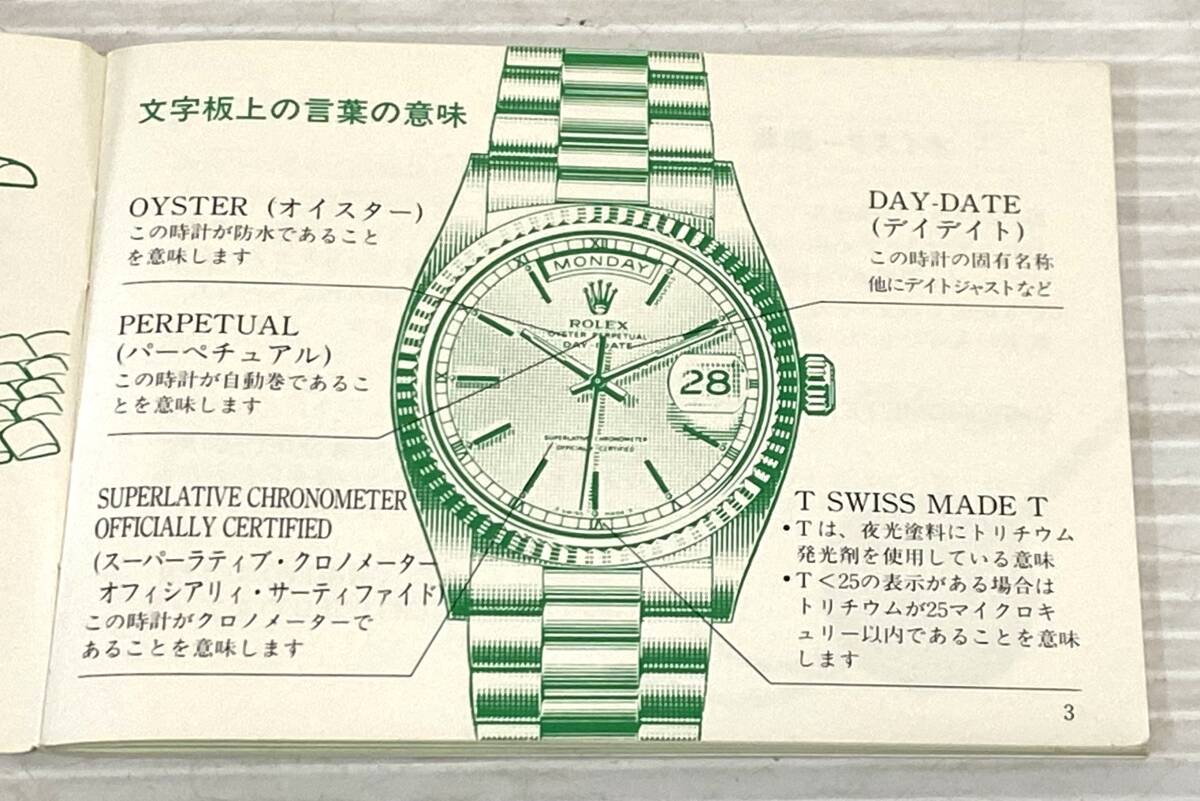 文字板上の言葉の意味
OYSTER (オイスター)
この時計が防水であること
を意味します
PERPETUAL
(パーペチュアル)
この時計が自動巻であるこ
とを意味します
SUPERLATIVE CHRONOMETER
OFFICIALLY CERTIFIED
(スーパーラティブ・クロノメーター
オフィシアリィ・サーティファイド)
この時計がクロノメーターで
あることを意味します
XII
XI
MONDAY
ROLEX
OYSTER PERPETUAL
DAY-DATE
28
SUPERLATIVE CHRONOMETER
OFFICIALLY CERTIFIED
DAY-DATE
(デイデイト)
この時計の固有名称
他にデイトジャストなど
T SWISS MADE T
•Tは、夜光塗料にトリチウム
発光剤を使用している意味
•T<25の表示がある場合は
トリチウムが25マイクロキ
ュリー以内であることを意味
します
3